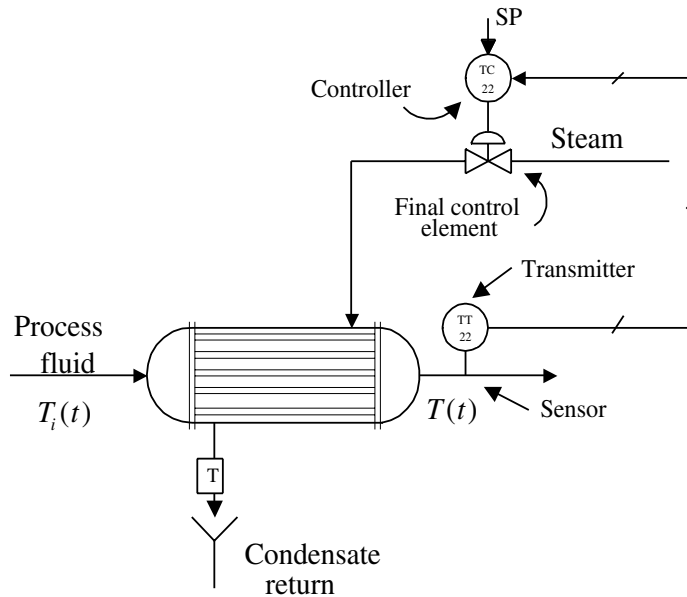 SP
TC
22
Controller
Steam
Final control
element
Transmitter
TT
22
Process
fluid
T_i(t)
T(t)
Sensor
T
Condensate
return